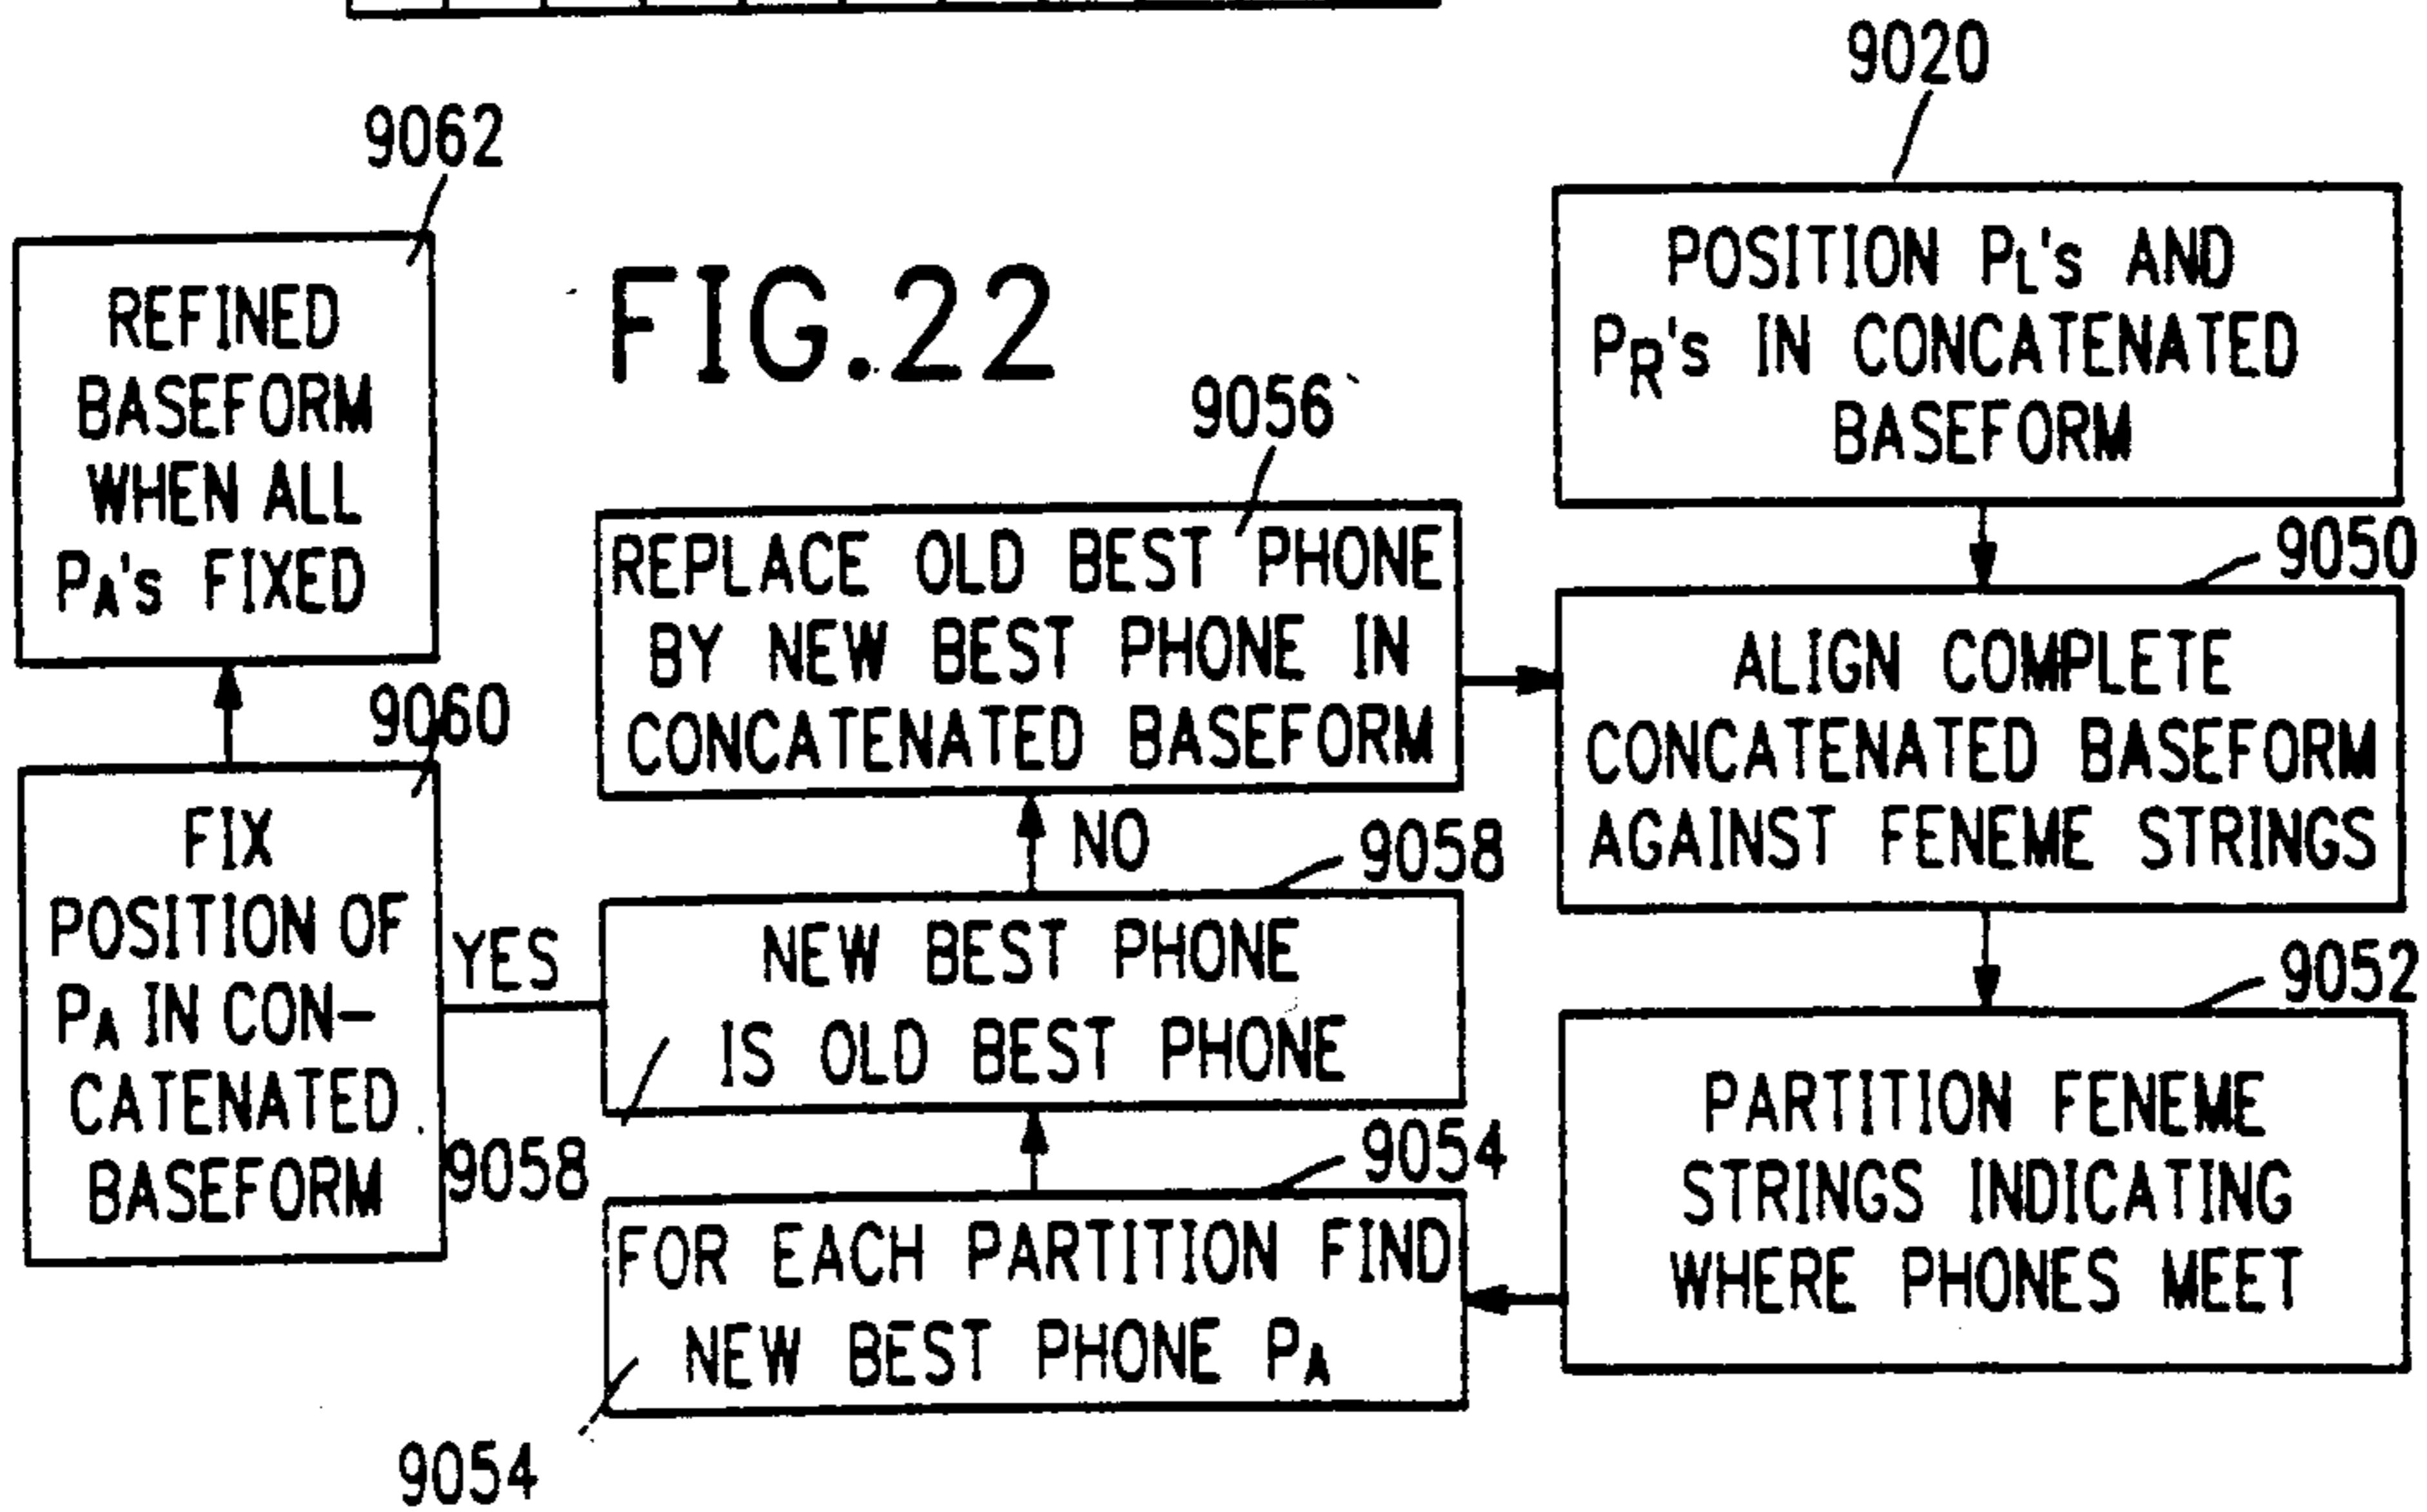 9020
9062
FIG.22
POSITION PL's AND
PR's IN CONCATENATED
BASEFORM
REFINED
BASEFORM
WHEN ALL
PA's FIXED
9056
REPLACE OLD BEST PHONE
BY NEW BEST PHONE IN
CONCATENATED BASEFORM
9050
ALIGN COMPLETE
CONCATENATED BASEFORM
AGAINST FENEME STRINGS
9060
FIX
POSITION OF
PA IN CON-
CATENATED
BASEFORM
YES
NO
9058
NEW BEST PHONE
IS OLD BEST PHONE
9058
9052
PARTITION FENEME
STRINGS INDICATING
WHERE PHONES MEET
9054
FOR EACH PARTITION FIND
NEW BEST PHONE PA
9054